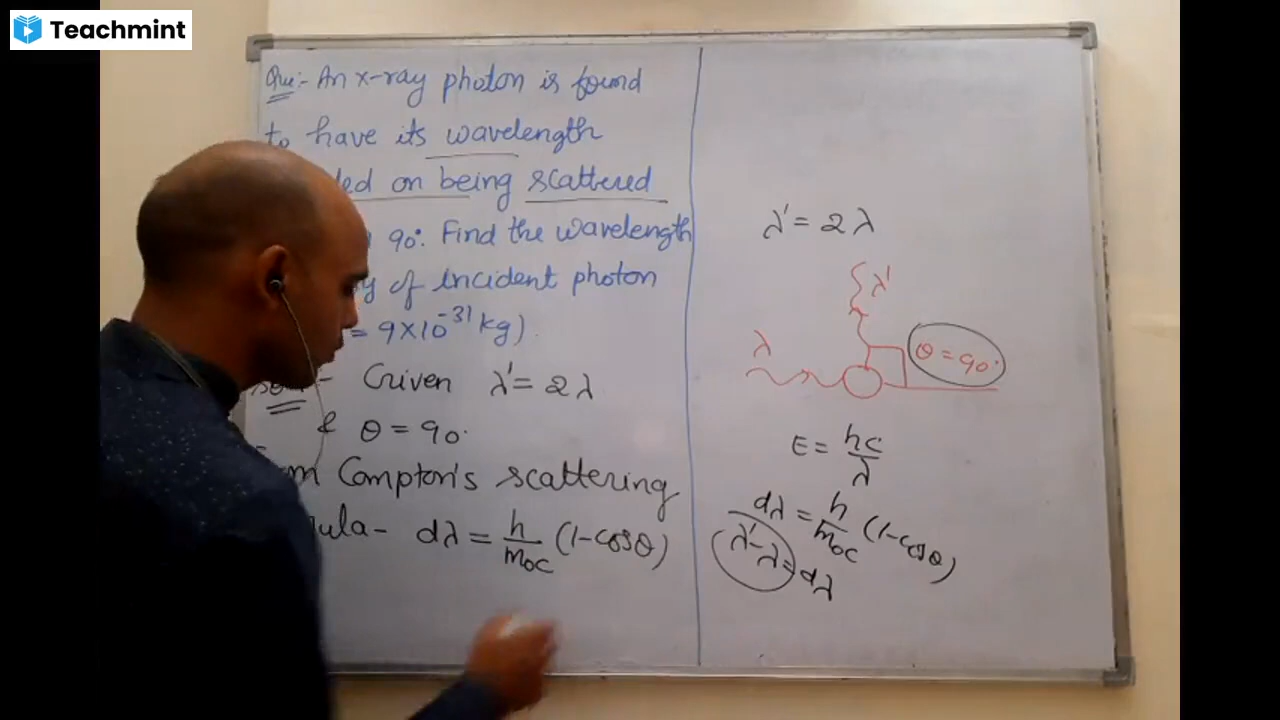 Teachmint
Que:- An x-ray photon is found
to have its wavelength
on being scattered
90°. Find the wavelength
of incident photon
= 9×10⁻³¹ kg).
Given λ' = 2λ
& θ = 90°
Compton's scattering
dλ = h/m₀c (1-cosθ)
λ' = 2λ
λ'
λ
θ = 90°
E = hc/λ
dλ = h/m₀c (1-cosθ)
λ'-λ = dλ